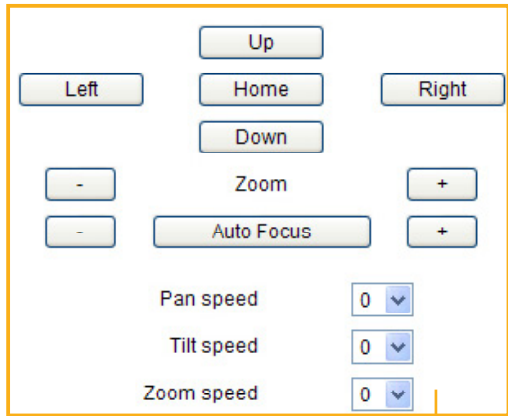 Up
Left Home Right
Down
- Zoom +
- Auto Focus +
Pan speed 0
Tilt speed 0
Zoom speed 0